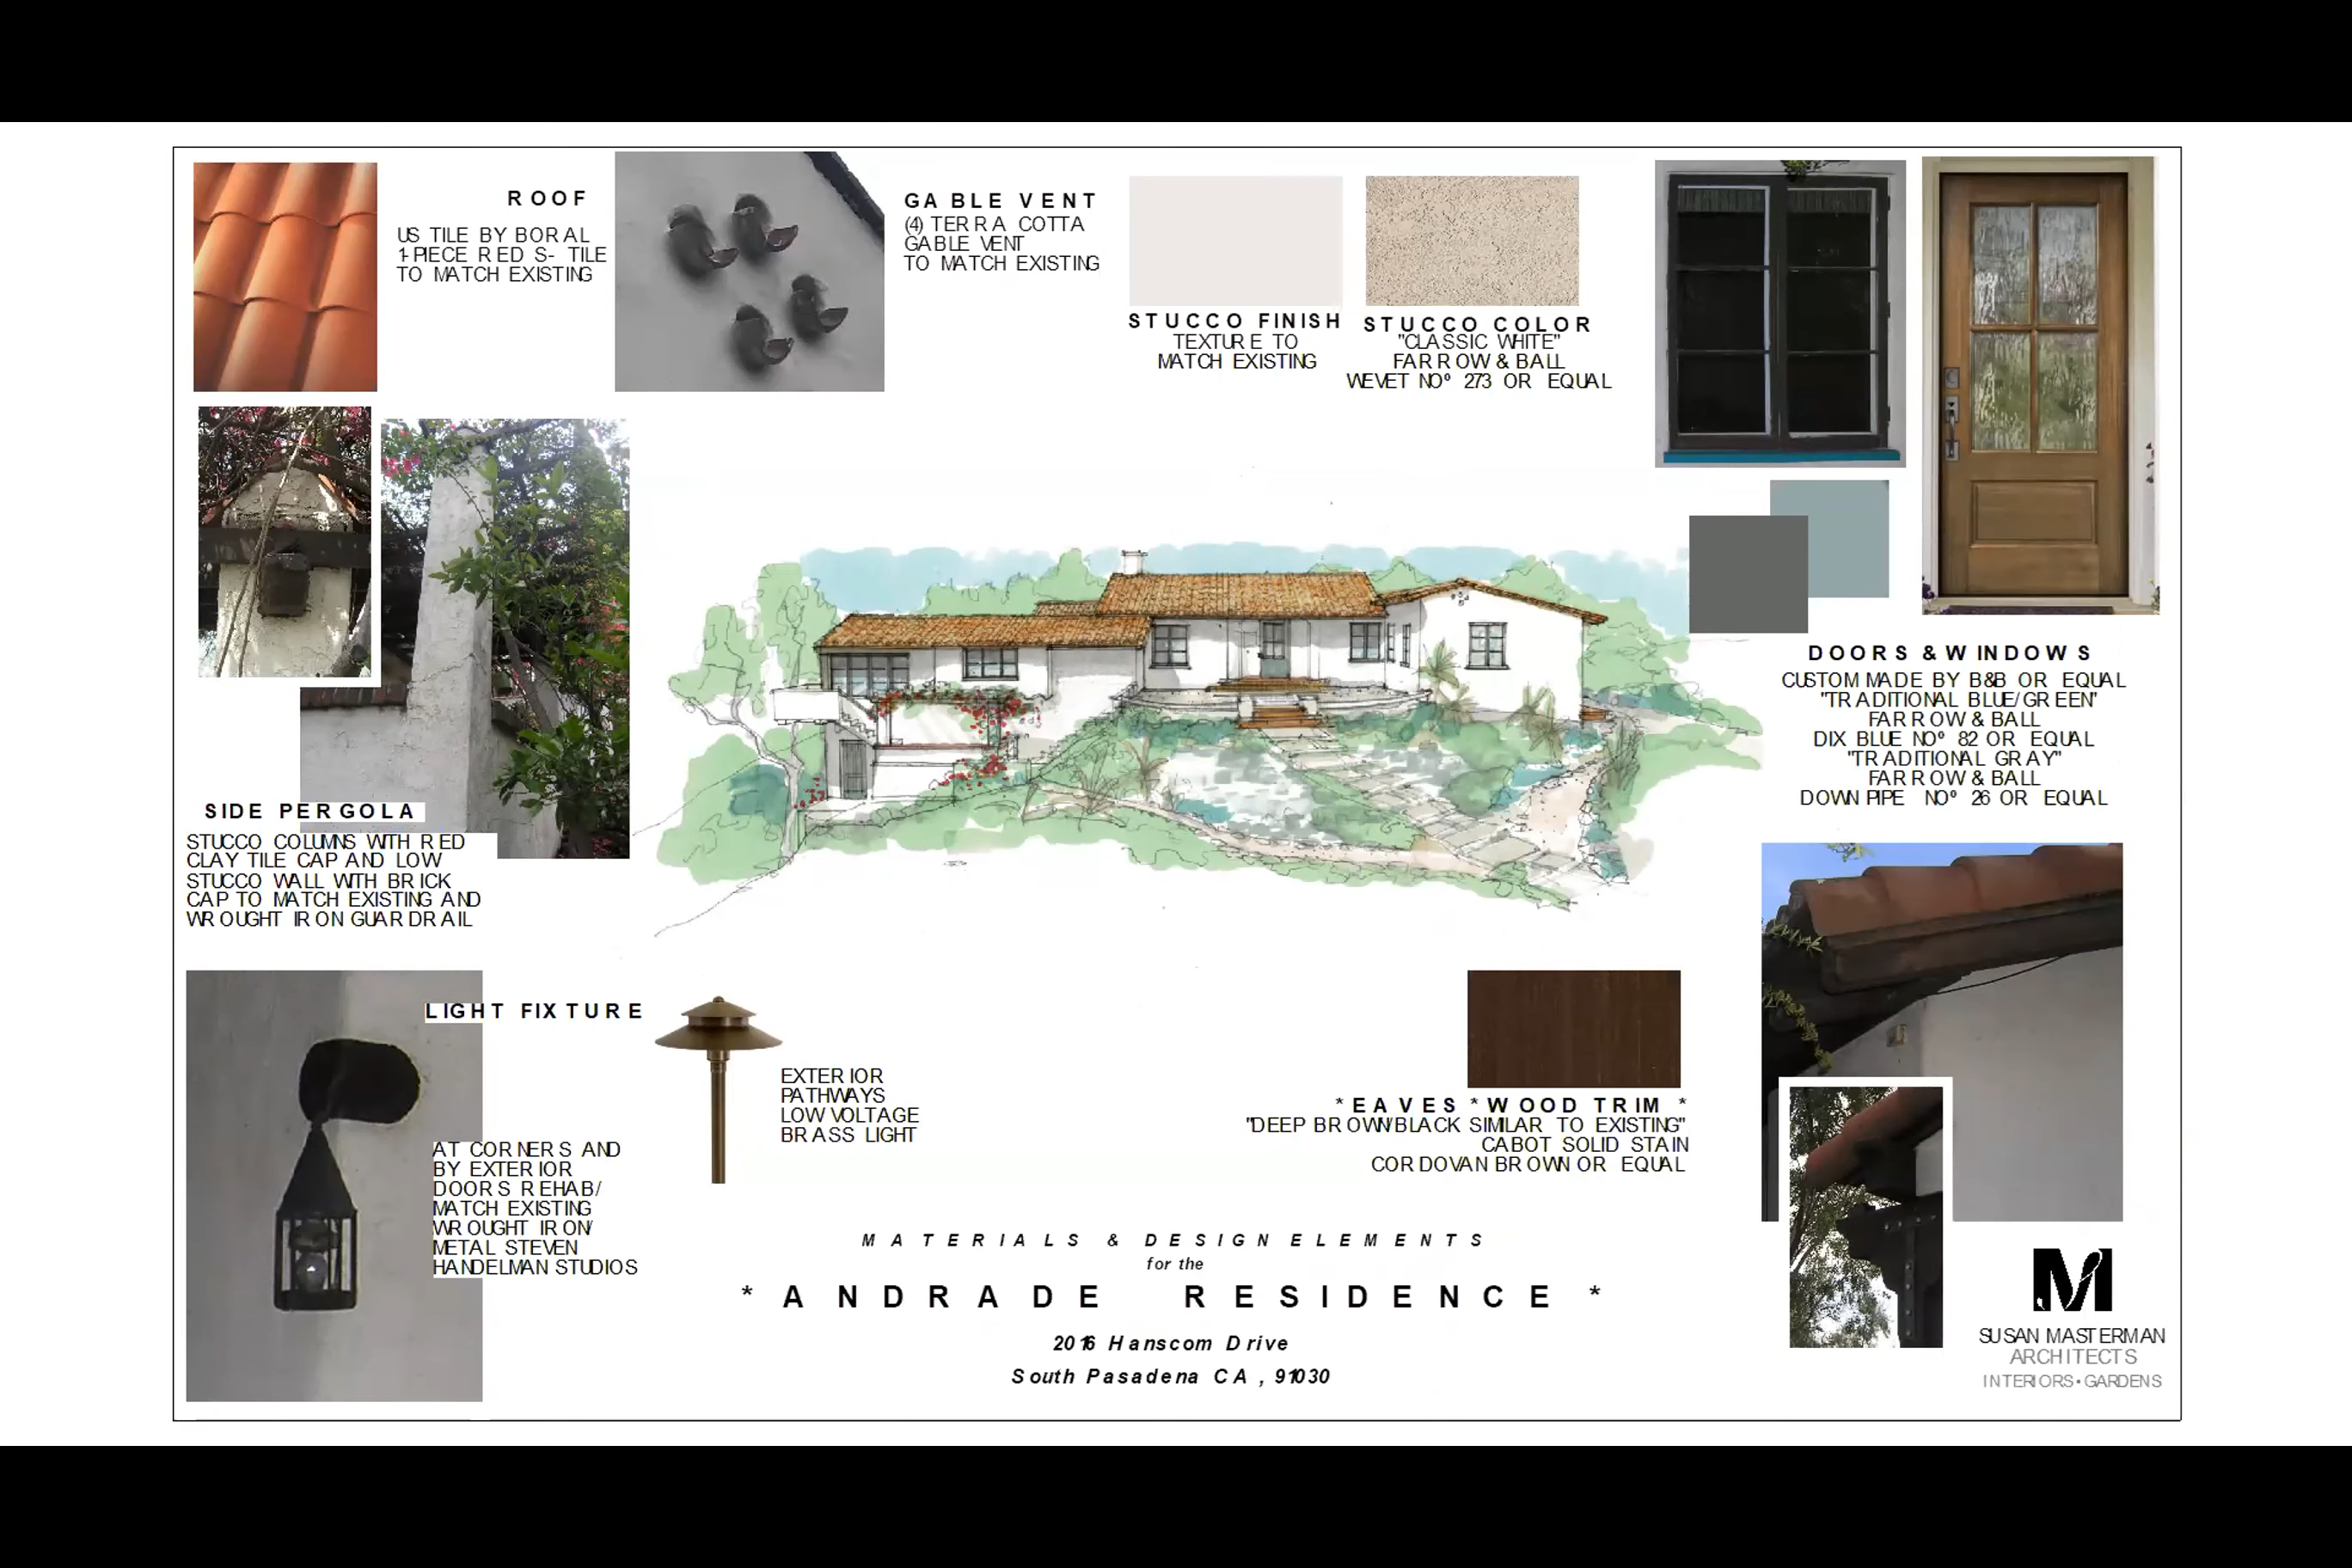 ROOF
US TILE BY BORAL
1-PIECE RED S- TILE
TO MATCH EXISTING
GABLE VENT
(4) TERRA COTTA
GABLE VENT
TO MATCH EXISTING
STUCCO FINISH
TEXTURE TO
MATCH EXISTING
STUCCO COLOR
"CLASSIC WHITE"
FARROW & BALL
WEVET NOº 273 OR EQUAL
DOORS & WINDOWS
CUSTOM MADE BY B&B OR EQUAL
"TRADITIONAL BLUE/GREEN"
FARROW & BALL
DIX BLUE NOº 82 OR EQUAL
"TRADITIONAL GRAY"
FARROW & BALL
DOWN PIPE NOº 26 OR EQUAL
SIDE PERGOLA
STUCCO COLUMNS WITH RED
CLAY TILE CAP AND LOW
STUCCO WALL WITH BRICK
CAP TO MATCH EXISTING AND
WROUGHT IRON GUARDRAIL
LIGHT FIXTURE
AT CORNERS AND
BY EXTERIOR
DOORS REHAB/
MATCH EXISTING
WROUGHT IRON/
METAL STEVEN
HANDELMAN STUDIOS
EXTERIOR
PATHWAYS
LOW VOLTAGE
BRASS LIGHT
*EAVES *WOOD TRIM *
"DEEP BROWN/BLACK SIMILAR TO EXISTING"
CABOT SOLID STAIN
CORDOVAN BROWN OR EQUAL
MATERIALS & DESIGN ELEMENTS
for the
* ANDRADE RESIDENCE *
2016 Hanscom Drive
South Pasadena CA , 91030
M
SUSAN MASTERMAN
ARCHITECTS
INTERIORS•GARDENS